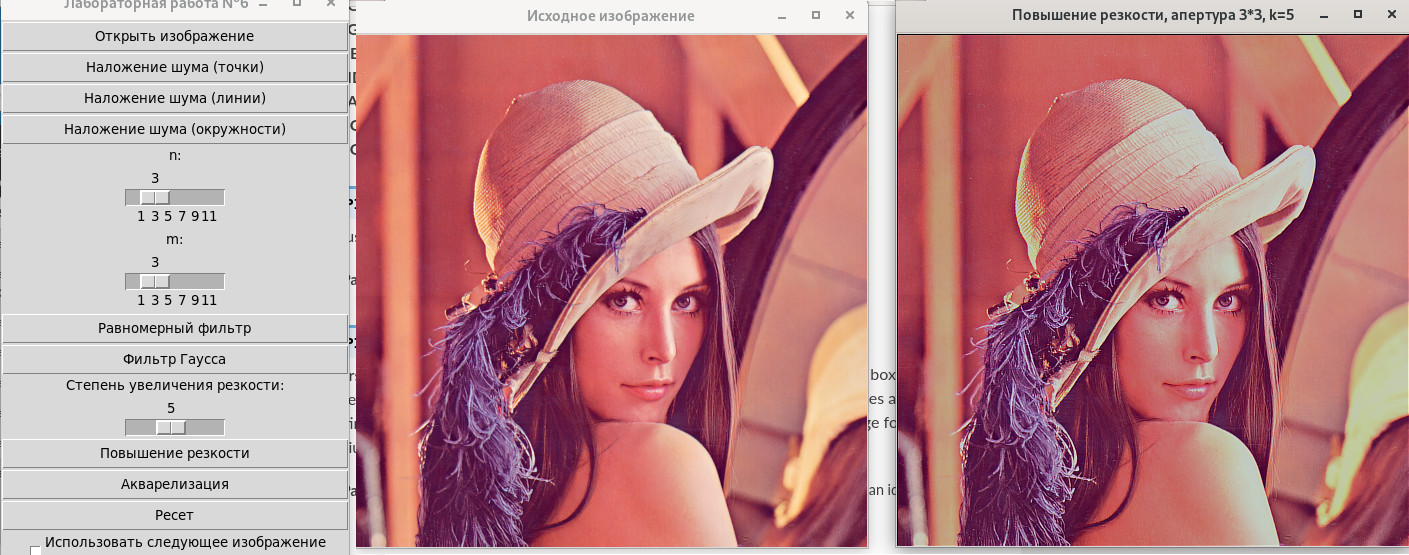 Лабораторная работа №6
Открыть изображение
Наложение шума (точки)
Наложение шума (линии)
Наложение шума (окружности)
n:
3
1 3 5 7 9 11
m:
3
1 3 5 7 9 11
Равномерный фильтр
Фильтр Гаусса
Степень увеличения резкости:
5
Повышение резкости
Акварелизация
Ресет
Использовать следующее изображение
Исходное изображение
box
es a
ge fo
an ic
Повышение резкости, апертура 3*3, k=5